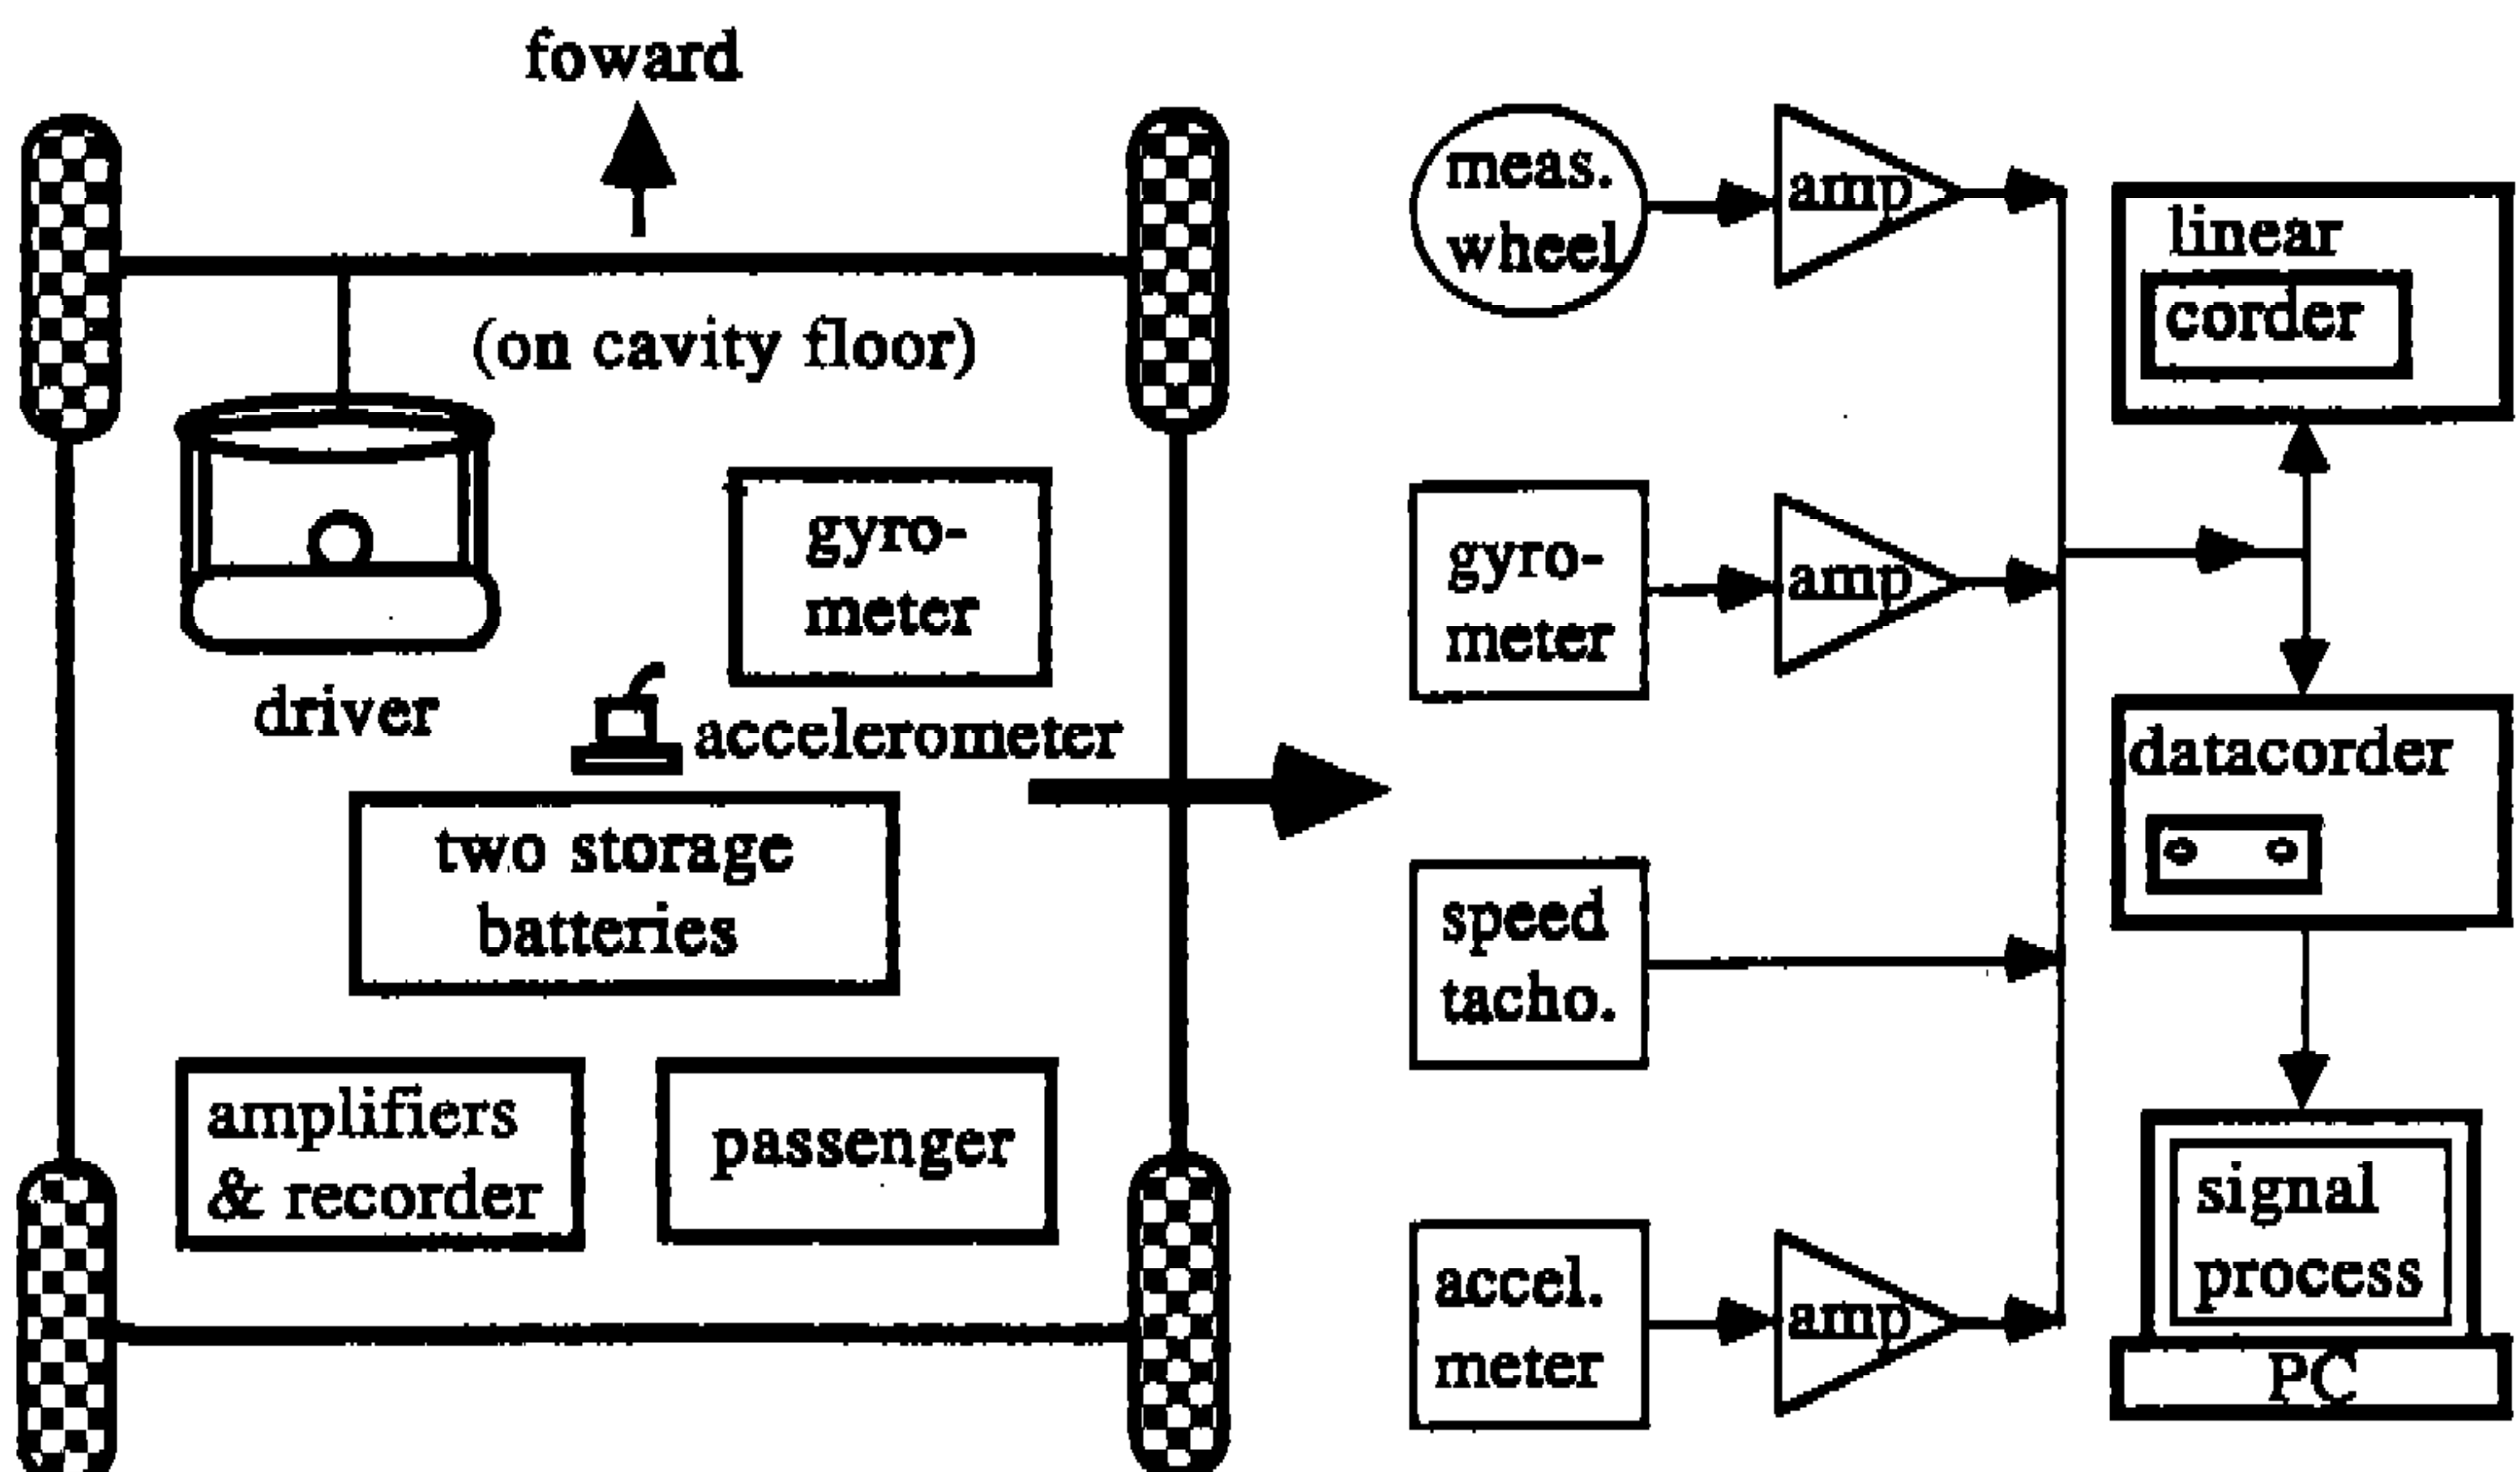 foward
(on cavity floor)
gyro-
meter
driver
accelerometer
two storage
batteries
amplifiers
& recorder
passenger
meas.
wheel
amp
gyro-
meter
amp
speed
tacho.
accel.
meter
amp
linear
corder
datacorder
signal
process
PC